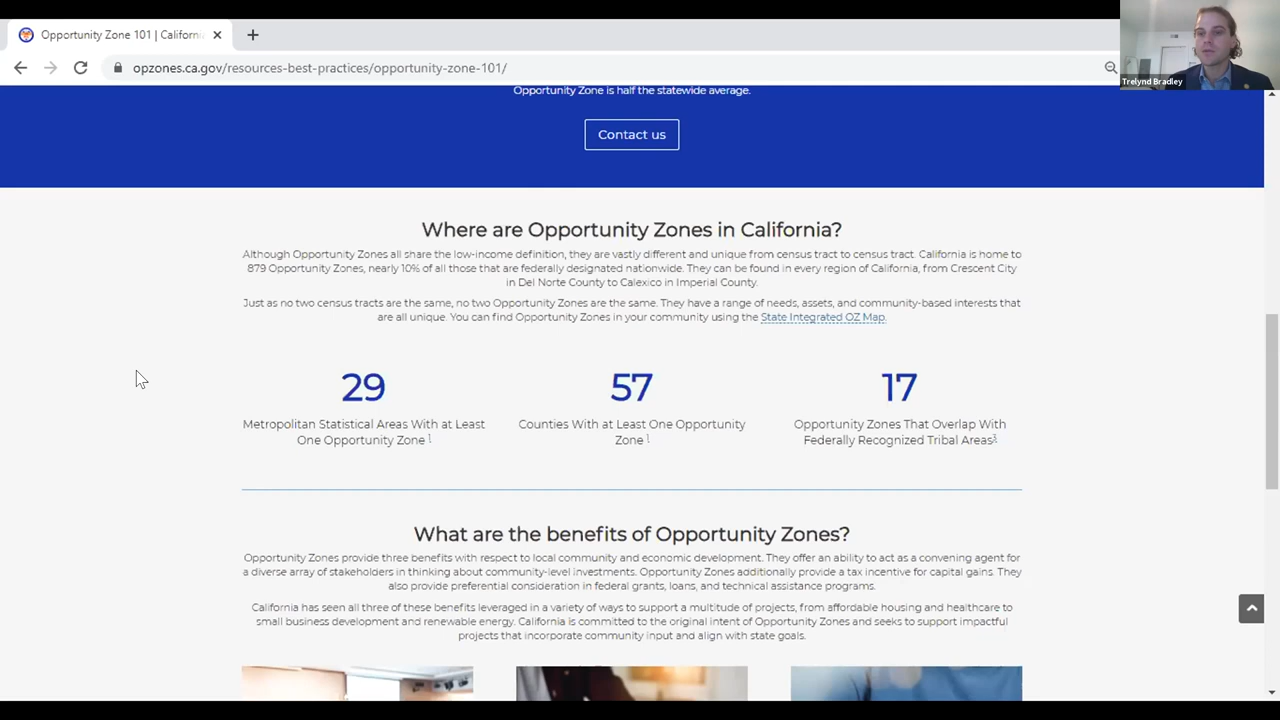 Opportunity Zone 101 | Californi
opzones.ca.gov/resources-best-practices/opportunity-zone-101/
Trelynd Bradley
Opportunity Zone is half the statewide average.
Contact us
Where are Opportunity Zones in California?
Although Opportunity Zones all share the low-income definition, they are vastly different and unique from census tract to census tract. California is home to
879 Opportunity Zones, nearly 10% of all those that are federally designated nationwide. They can be found in every region of California, from Crescent City
in Del Norte County to Calexico in Imperial County.
Just as no two census tracts are the same, no two Opportunity Zones are the same. They have a range of needs, assets, and community-based interests that
are all unique. You can find Opportunity Zones in your community using the State Integrated OZ Map.
29
Metropolitan Statistical Areas With at Least
One Opportunity Zone 1
57
Counties With at Least One Opportunity
Zone 1
17
Opportunity Zones That Overlap With
Federally Recognized Tribal Areas
What are the benefits of Opportunity Zones?
Opportunity Zones provide three benefits with respect to local community and economic development. They offer an ability to act as a convening agent for
a diverse array of stakeholders in thinking about community-level investments. Opportunity Zones additionally provide a tax incentive for capital gains. They
also provide preferential consideration in federal grants, loans, and technical assistance programs.
California has seen all three of these benefits leveraged in a variety of ways to support a multitude of projects, from affordable housing and healthcare to
small business development and renewable energy. California is committed to the original intent of Opportunity Zones and seeks to support impactful
projects that incorporate community input and align with state goals.